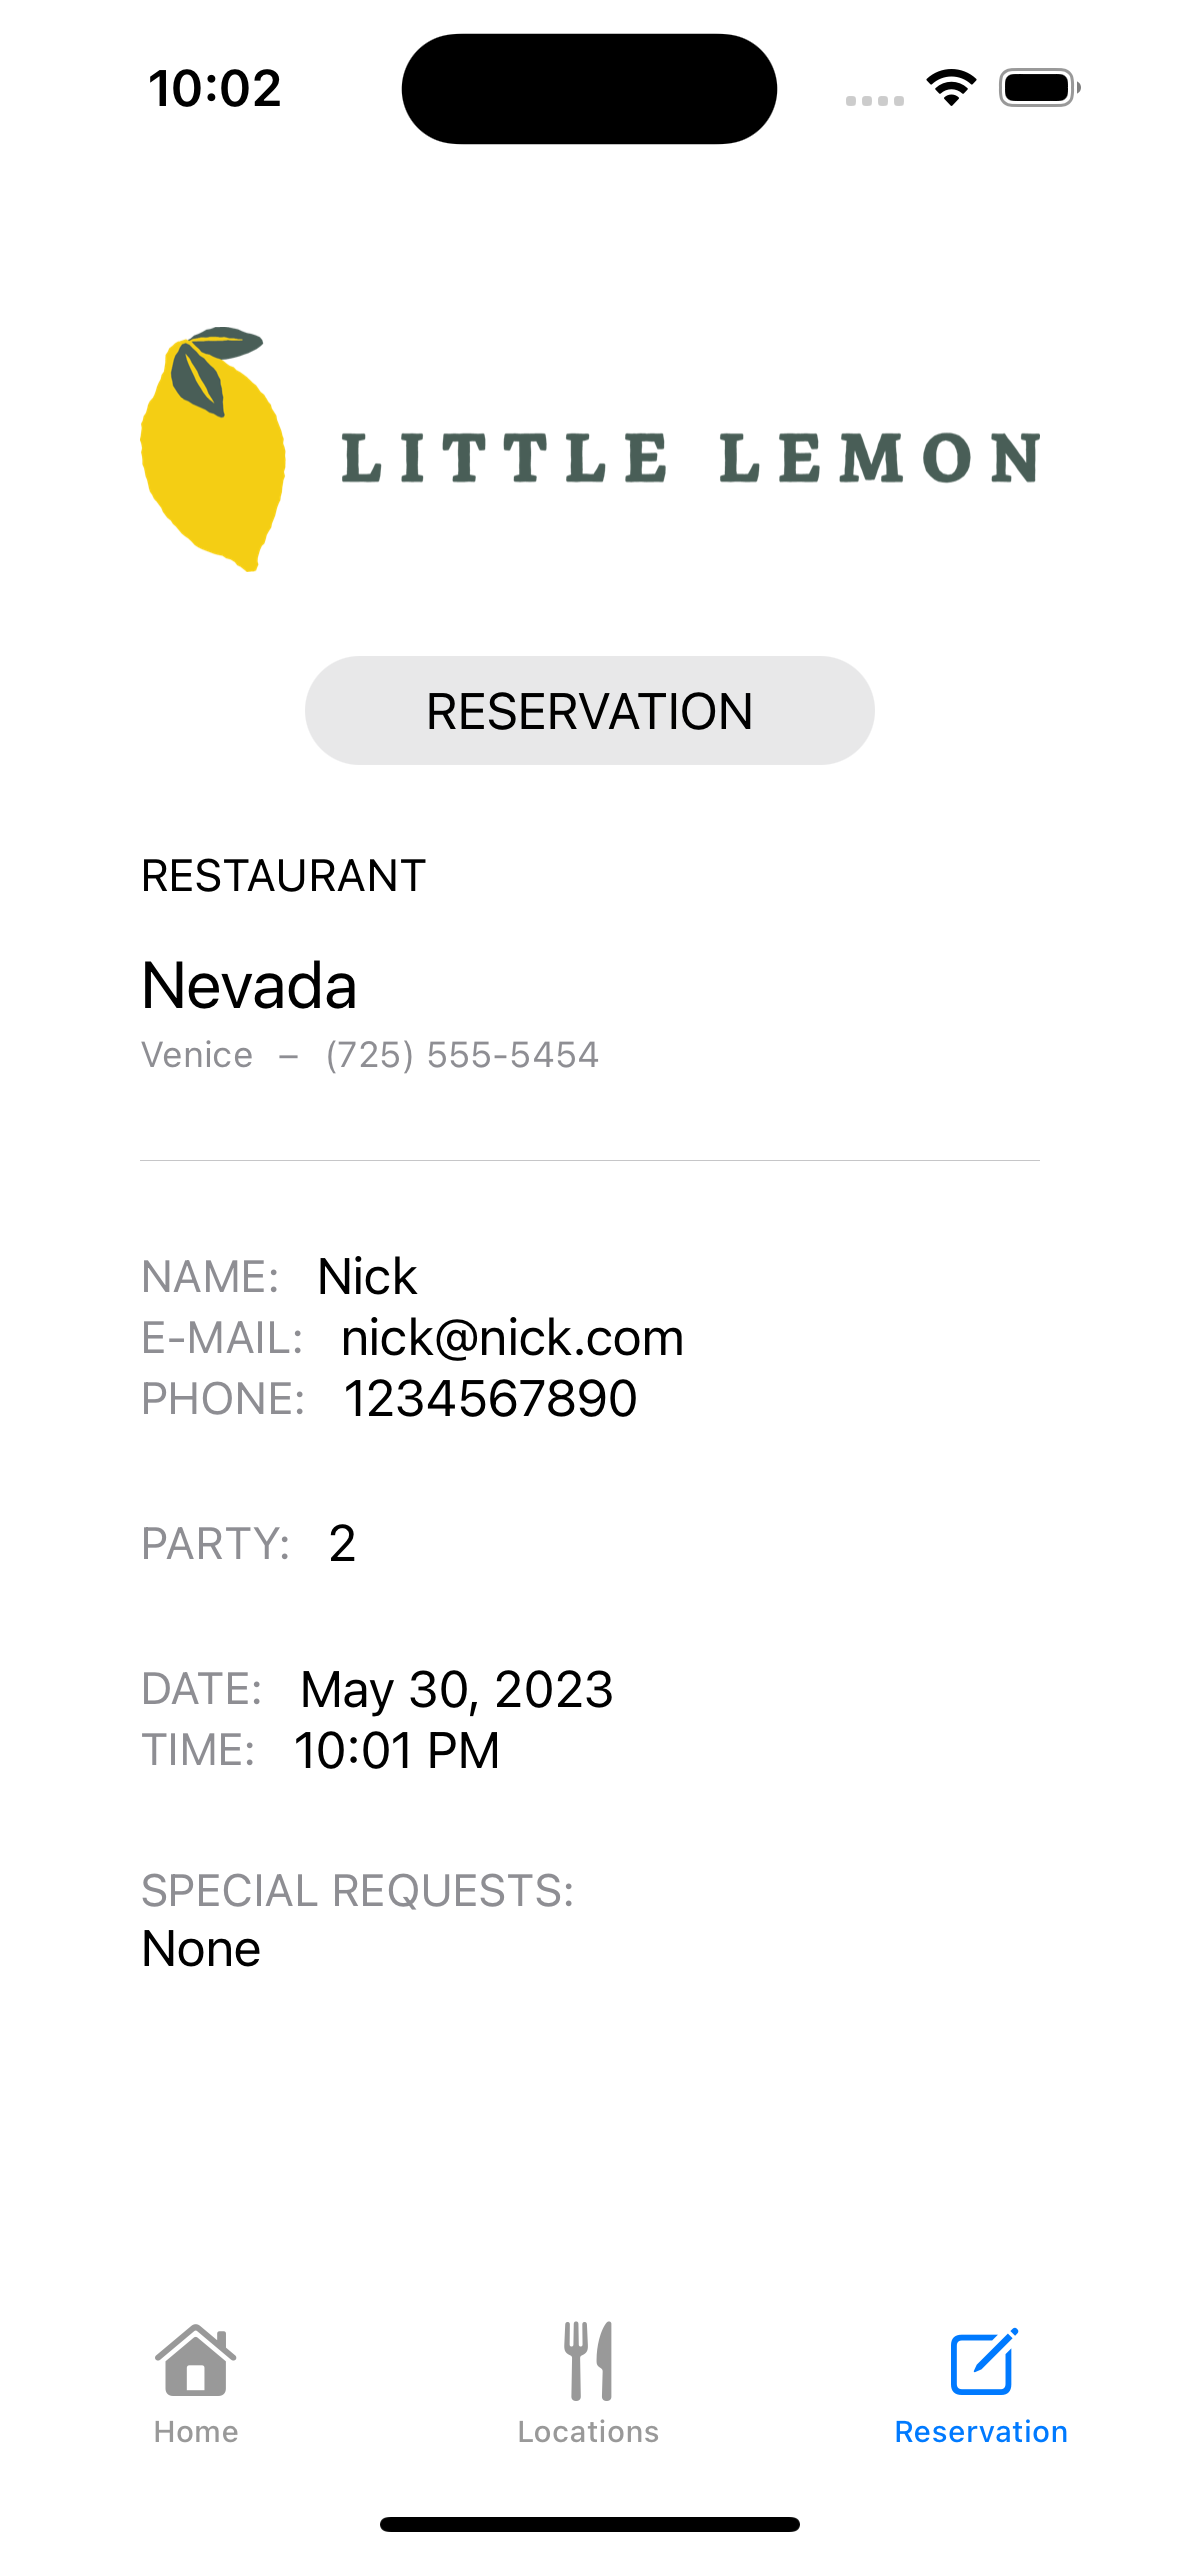 10:02
LITTLE LEMON
RESERVATION
RESTAURANT
Nevada
Venice – (725) 555-5454
NAME: Nick
E-MAIL: nick@nick.com
PHONE: 1234567890
PARTY: 2
DATE: May 30, 2023
TIME: 10:01 PM
SPECIAL REQUESTS:
None
Home Locations Reservation